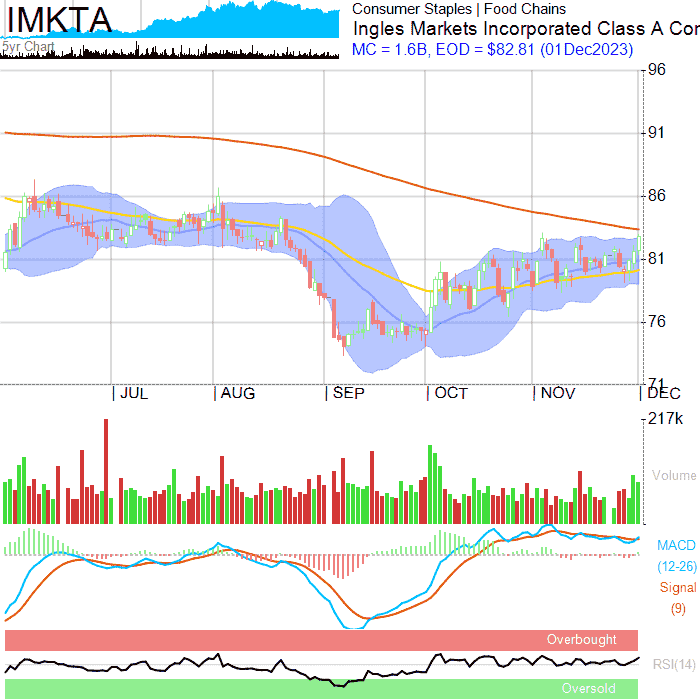 IMKTA
5yr Chart
Consumer Staples | Food Chains
Ingles Markets Incorporated Class A Cor
MC = 1.6B, EOD = $82.81 (01Dec2023)
96
91
86
81
76
71
JUL
AUG
SEP
OCT
NOV
DEC
217k
Volume
MACD
(12-26)
Signal
(9)
Overbought
RSI(14)
Oversold